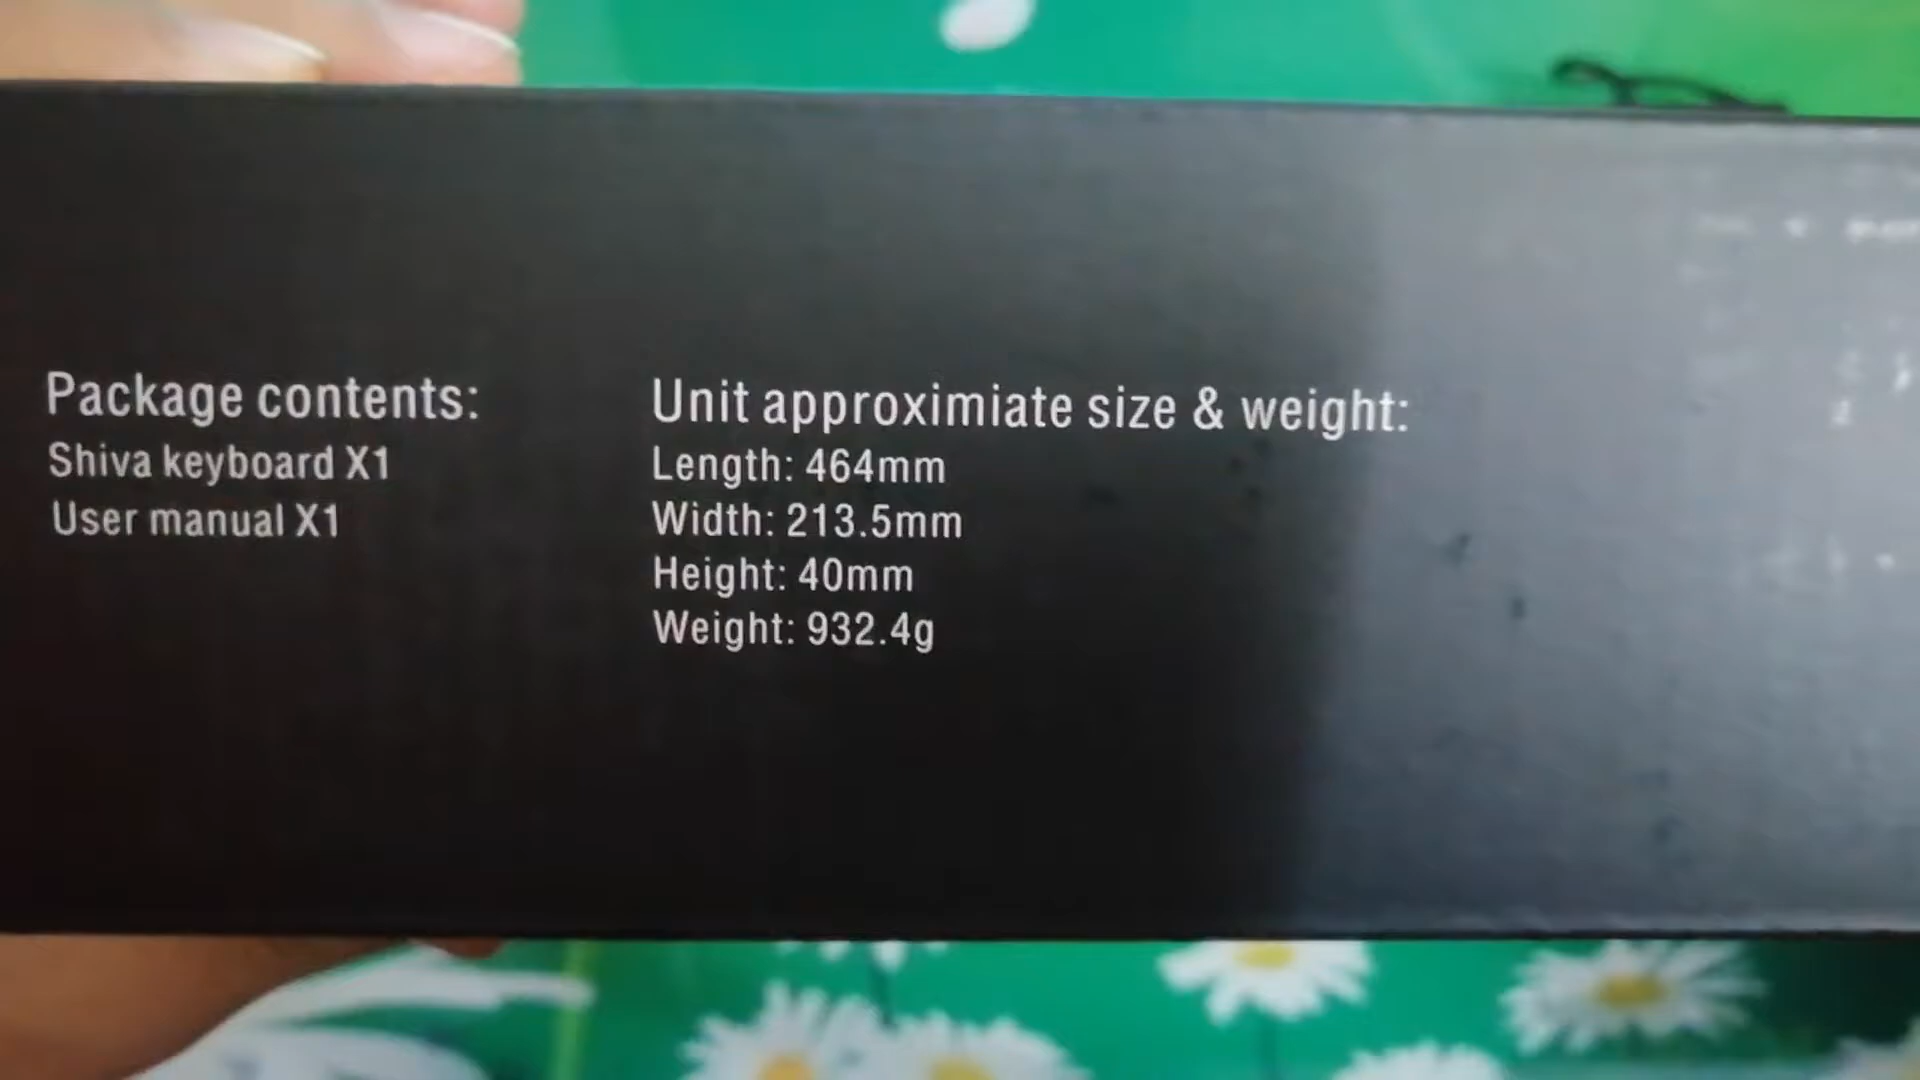 Package contents:
Shiva keyboard X1
User manual X1
Unit approximiate size & weight:
Length: 464mm
Width: 213.5mm
Height: 40mm
Weight: 932.4g